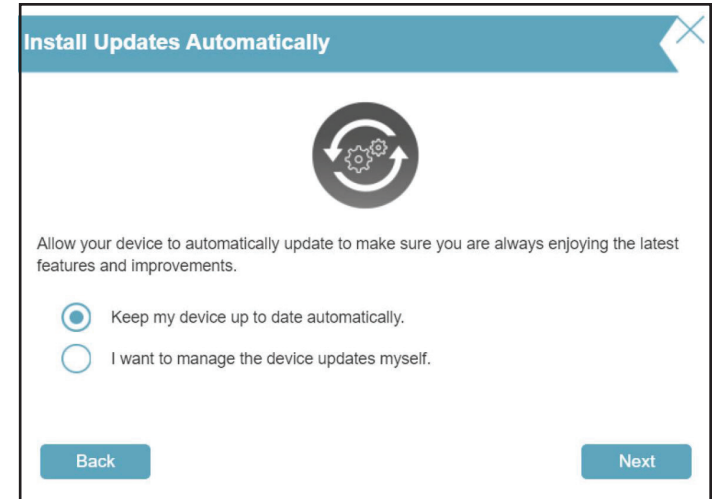 Install Updates Automatically
Allow your device to automatically update to make sure you are always enjoying the latest
features and improvements.
Keep my device up to date automatically.
I want to manage the device updates myself.
Back
Next